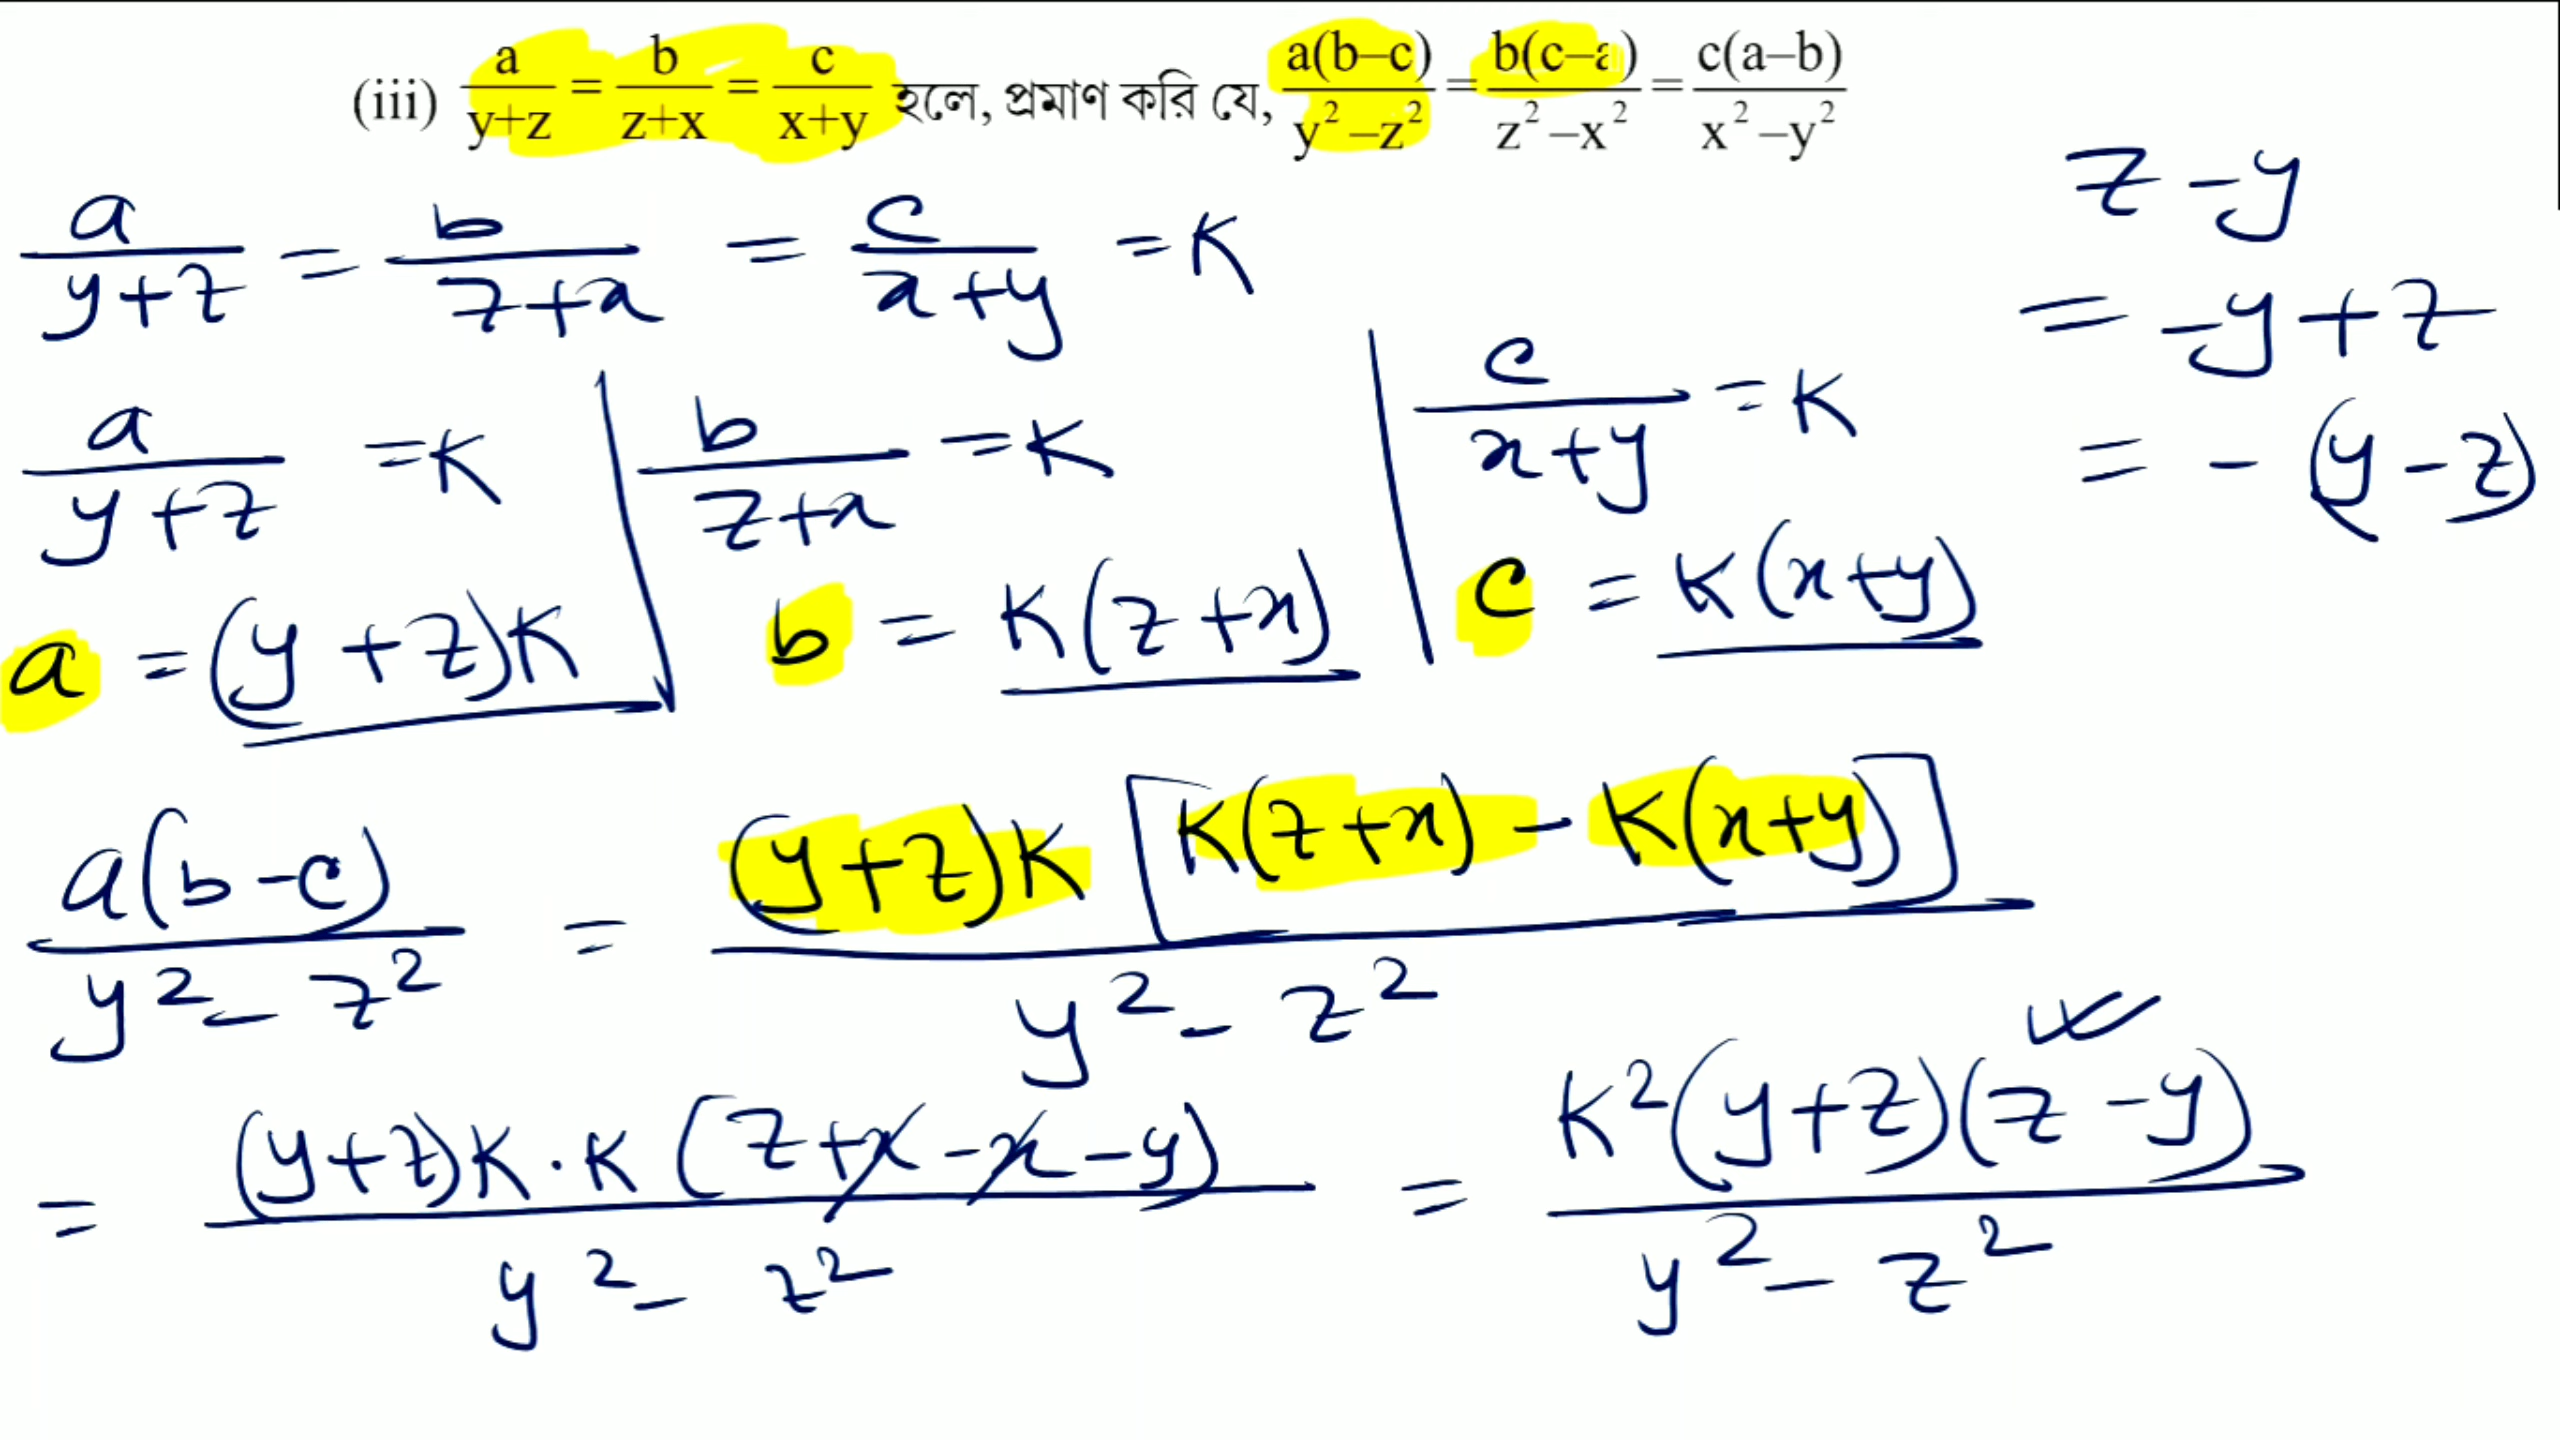 (iii) a/(y+z) = b/(z+x) = c/(x+y) হলে, প্রমাণ করি যে, a(b–c)/(y²–z²) = b(c–a)/(z²–x²) = c(a–b)/(x²–y²)
a/(y+z) = b/(z+x) = c/(x+y) = K
z-y
= -y+z
= -(y-z)
a/(y+z) = K
a = (y+z)K
b/(z+x) = K
b = K(z+x)
c/(x+y) = K
c = K(x+y)
a(b-c)/(y²-z²) = (y+z)K [K(z+x) - K(x+y)]/(y²-z²)
= (y+z)K·K (z+x-x-y)/(y²-z²) = K²(y+z)(z-y)/(y²-z²)